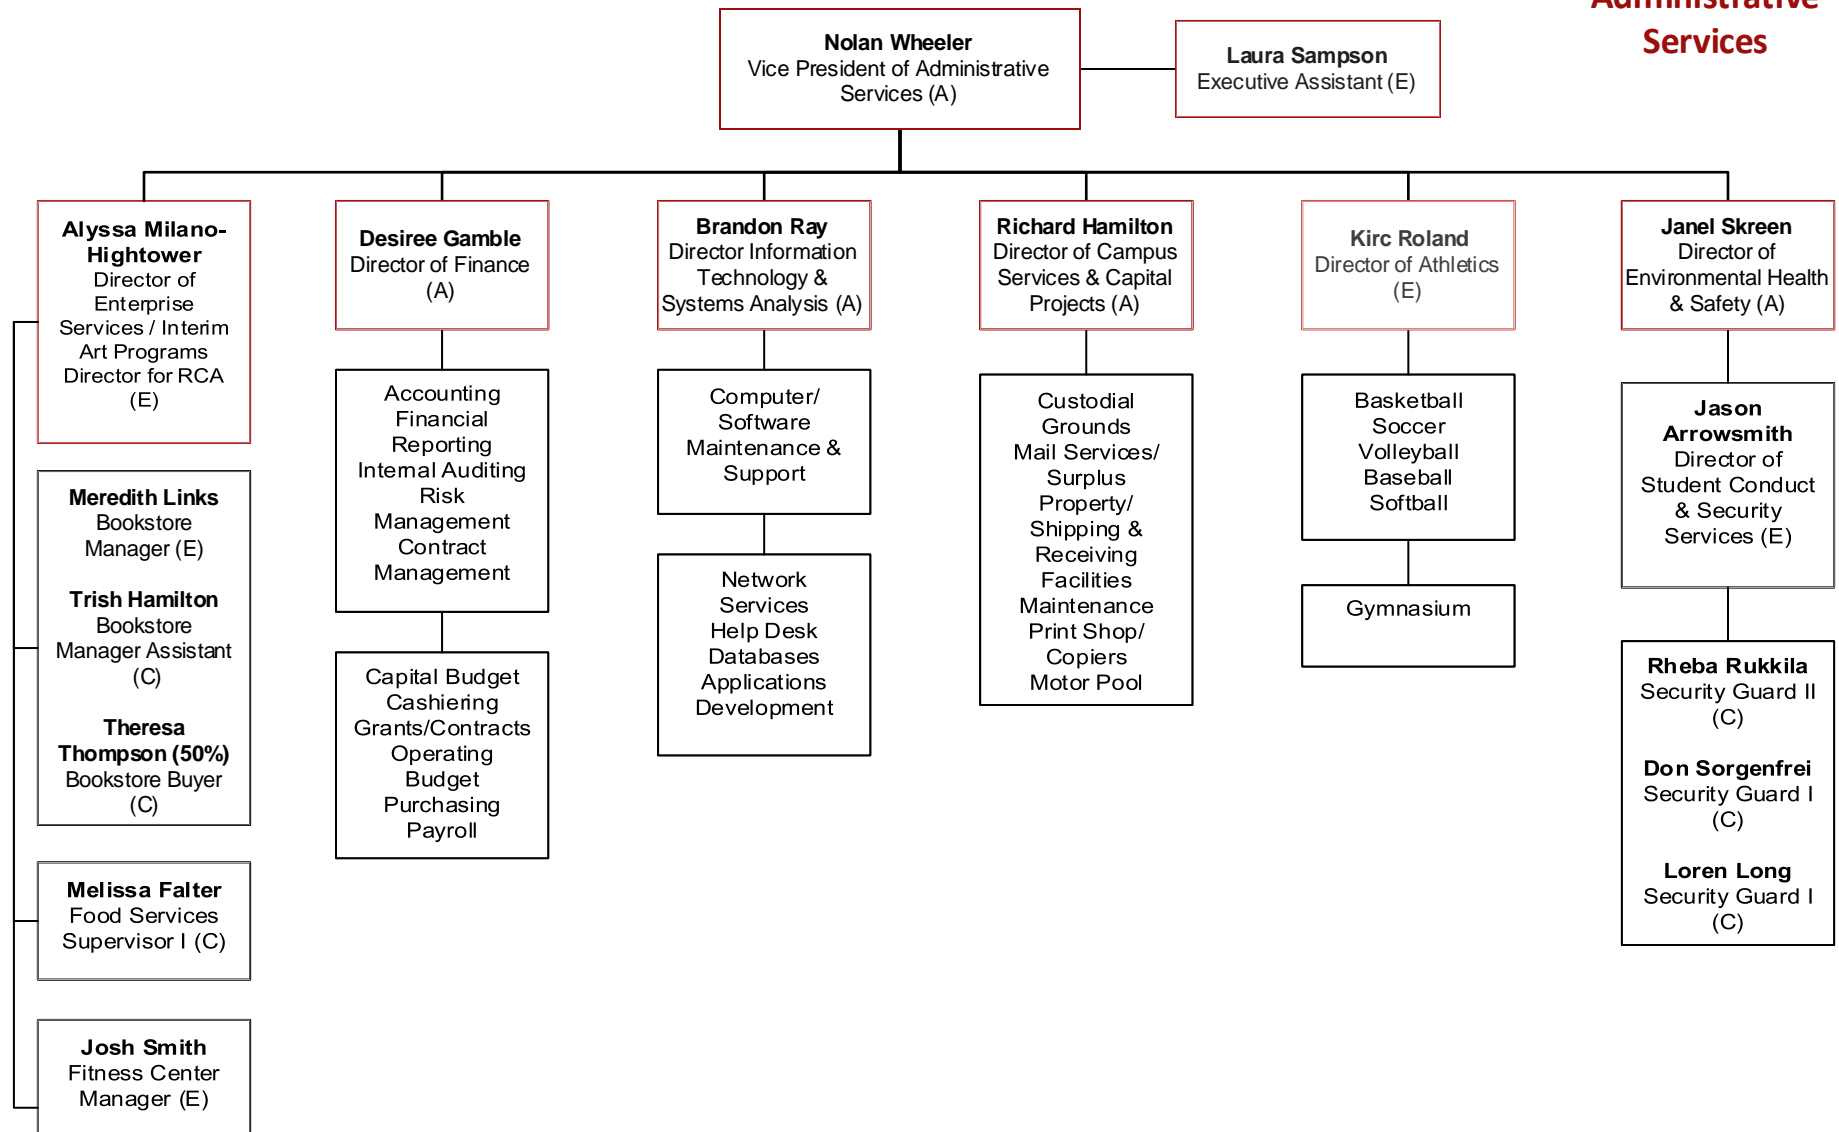 Administrative
Services
Nolan Wheeler
Vice President of Administrative
Services (A)
Laura Sampson
Executive Assistant (E)
Alyssa Milano-
Hightower
Director of
Enterprise
Services / Interim
Art Programs
Director for RCA
(E)
Meredith Links
Bookstore
Manager (E)
Trish Hamilton
Bookstore
Manager Assistant
(C)
Theresa
Thompson (50%)
Bookstore Buyer
(C)
Melissa Falter
Food Services
Supervisor I (C)
Josh Smith
Fitness Center
Manager (E)
Desiree Gamble
Director of Finance
(A)
Accounting
Financial
Reporting
Internal Auditing
Risk
Management
Contract
Management
Capital Budget
Cashiering
Grants/Contracts
Operating
Budget
Purchasing
Payroll
Brandon Ray
Director Information
Technology &
Systems Analysis (A)
Computer/
Software
Maintenance &
Support
Network
Services
Help Desk
Databases
Applications
Development
Richard Hamilton
Director of Campus
Services & Capital
Projects (A)
Custodial
Grounds
Mail Services/
Surplus
Property/
Shipping &
Receiving
Facilities
Maintenance
Print Shop/
Copiers
Motor Pool
Kirc Roland
Director of Athletics
(E)
Basketball
Soccer
Volleyball
Baseball
Softball
Gymnasium
Janel Skreen
Director of
Environmental Health
& Safety (A)
Jason
Arrowsmith
Director of
Student Conduct
& Security
Services (E)
Rheba Rukkila
Security Guard II
(C)
Don Sorgenfrei
Security Guard I
(C)
Loren Long
Security Guard I
(C)